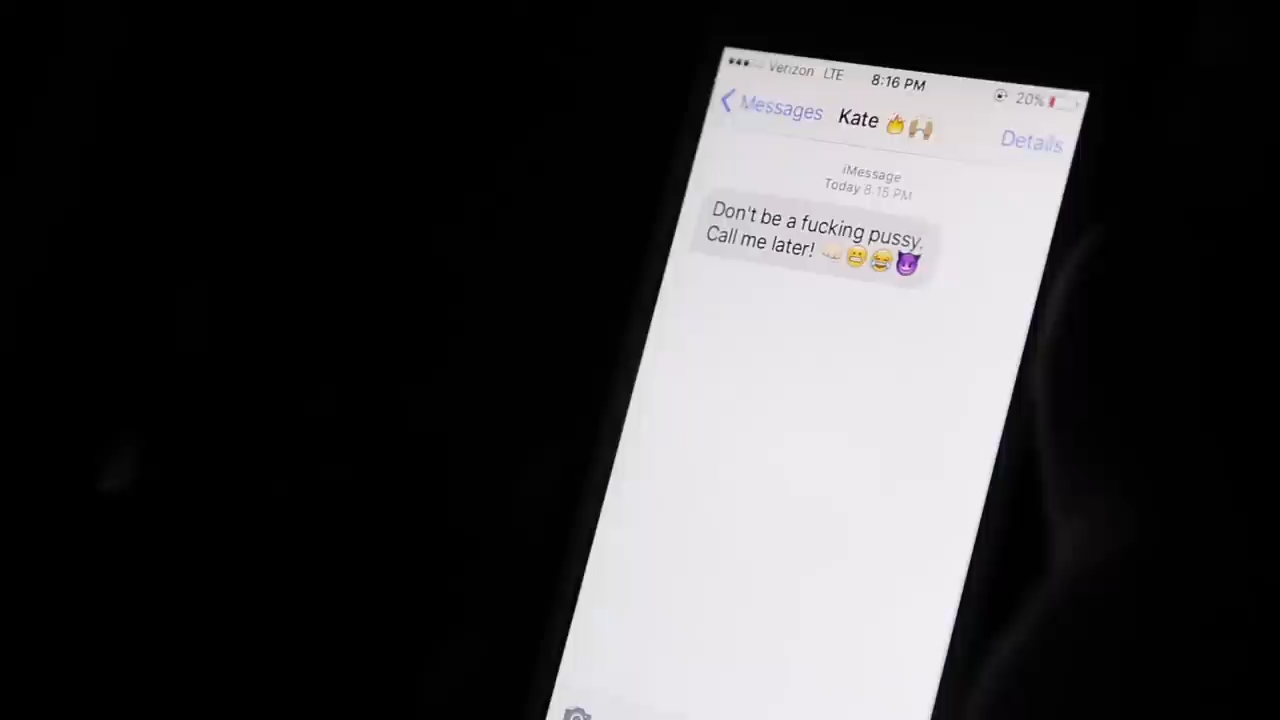 Verizon LTE 8:16 PM 20%
Messages Kate 🔥🙌🏽 Details
iMessage
Today 8:15 PM
Don't be a fucking pussy.
Call me later! 👊🏻😬😂😈